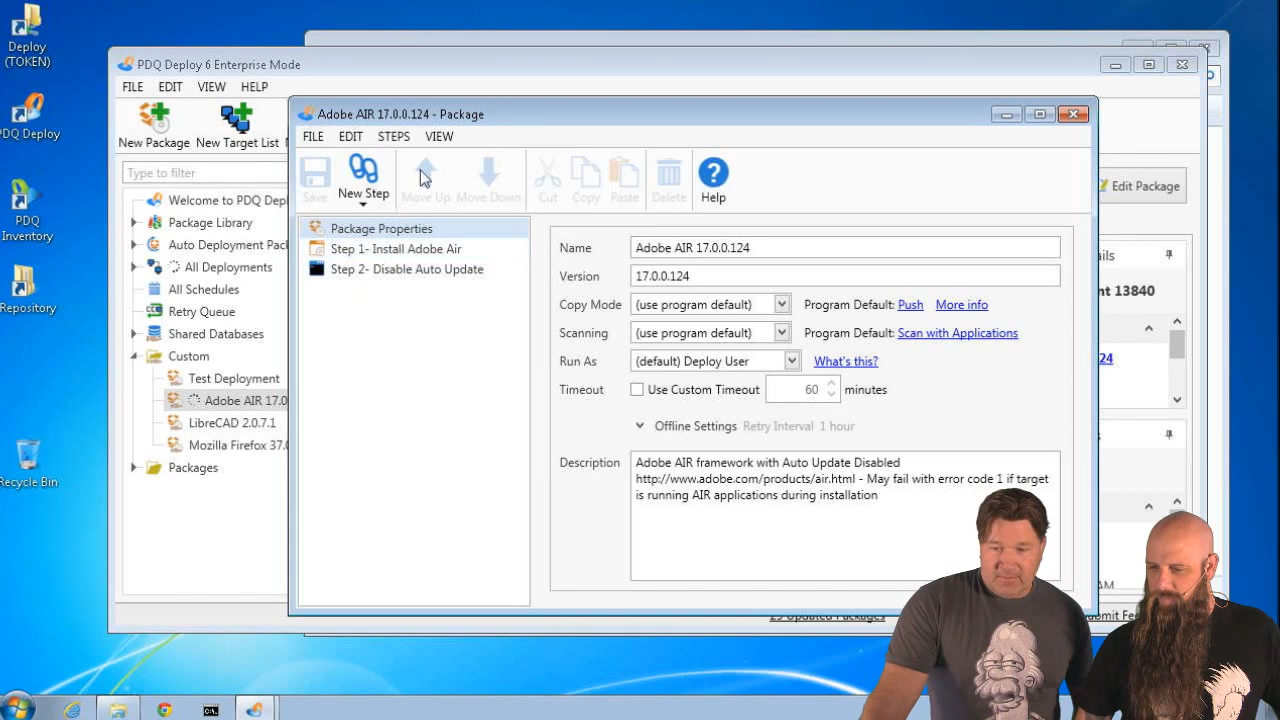 Deploy
(TOKEN)
PDQ Deploy
PDQ
Inventory
Repository
Recycle Bin
PDQ Deploy 6 Enterprise Mode
FILE EDIT VIEW HELP
New Package New Target List
Type to filter
Welcome to PDQ Depl
Package Library
Auto Deployment Pack
All Deployments
All Schedules
Retry Queue
Shared Databases
Custom
Test Deployment
Adobe AIR 17.0
LibreCAD 2.0.7.1
Mozilla Firefox 37.0
Packages
Adobe AIR 17.0.0.124 - Package
FILE EDIT STEPS VIEW
Save New Step Move Up Move Down Cut Copy Paste Delete Help
Package Properties
Step 1- Install Adobe Air
Step 2- Disable Auto Update
Name Adobe AIR 17.0.0.124
Version 17.0.0.124
Copy Mode (use program default) Program Default: Push More info
Scanning (use program default) Program Default: Scan with Applications
Run As (default) Deploy User What's this?
Timeout Use Custom Timeout 60 minutes
Offline Settings Retry Interval 1 hour
Description Adobe AIR framework with Auto Update Disabled
http://www.adobe.com/products/air.html - May fail with error code 1 if target
is running AIR applications during installation
Edit Package
ails
nt 13840
24
AM
29 Updated Packages
ubmit Fe